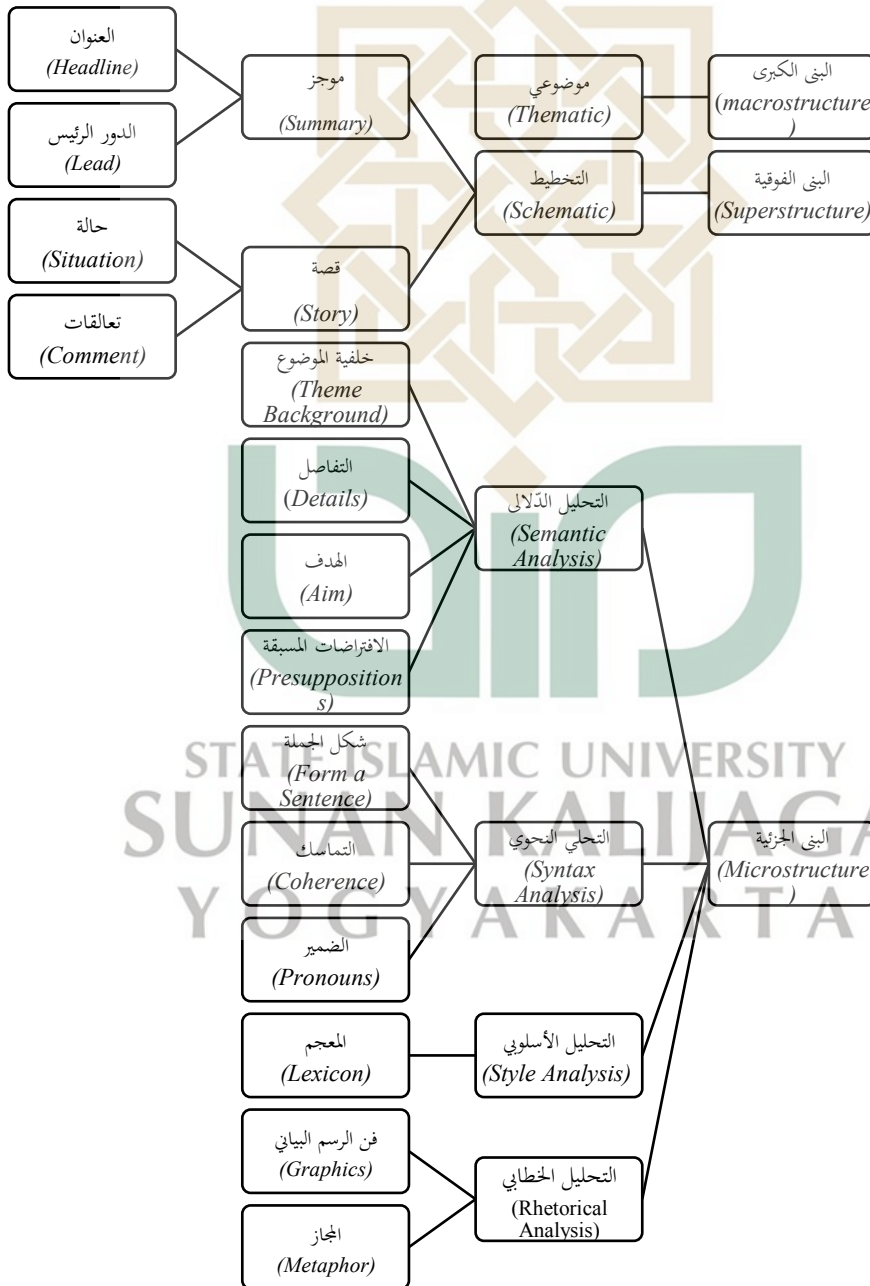 البنى الكبرى
(macrostructure
)
موضوعي
(Thematic)
البنى الفوقية
(Superstructure)
التخطيط
(Schematic)
موجز
(Summary)
العنوان
(Headline)
الدور الرئيس
(Lead)
قصة
(Story)
حالة
(Situation)
تعالقات
(Comment)
البنى الجزئية
(Microstructure
)
التحليل الدّلالى
(Semantic
Analysis)
خلفية الموضوع
(Theme
Background)
التفاصل
(Details)
الهدف
(Aim)
الافتراضات المسبقة
(Presupposition
s)
التحلي النحوي
(Syntax
Analysis)
شكل الجملة
(Form a
Sentence)
التماسك
(Coherence)
الضمير
(Pronouns)
التحليل الأسلوبي
(Style Analysis)
المعجم
(Lexicon)
التحليل الخطابي
(Rhetorical
Analysis)
فن الرسم البياني
(Graphics)
المجاز
(Metaphor)
STATE ISLAMIC UNIVERSITY
SUNAN KALIJAGA
YOGYAKARTA